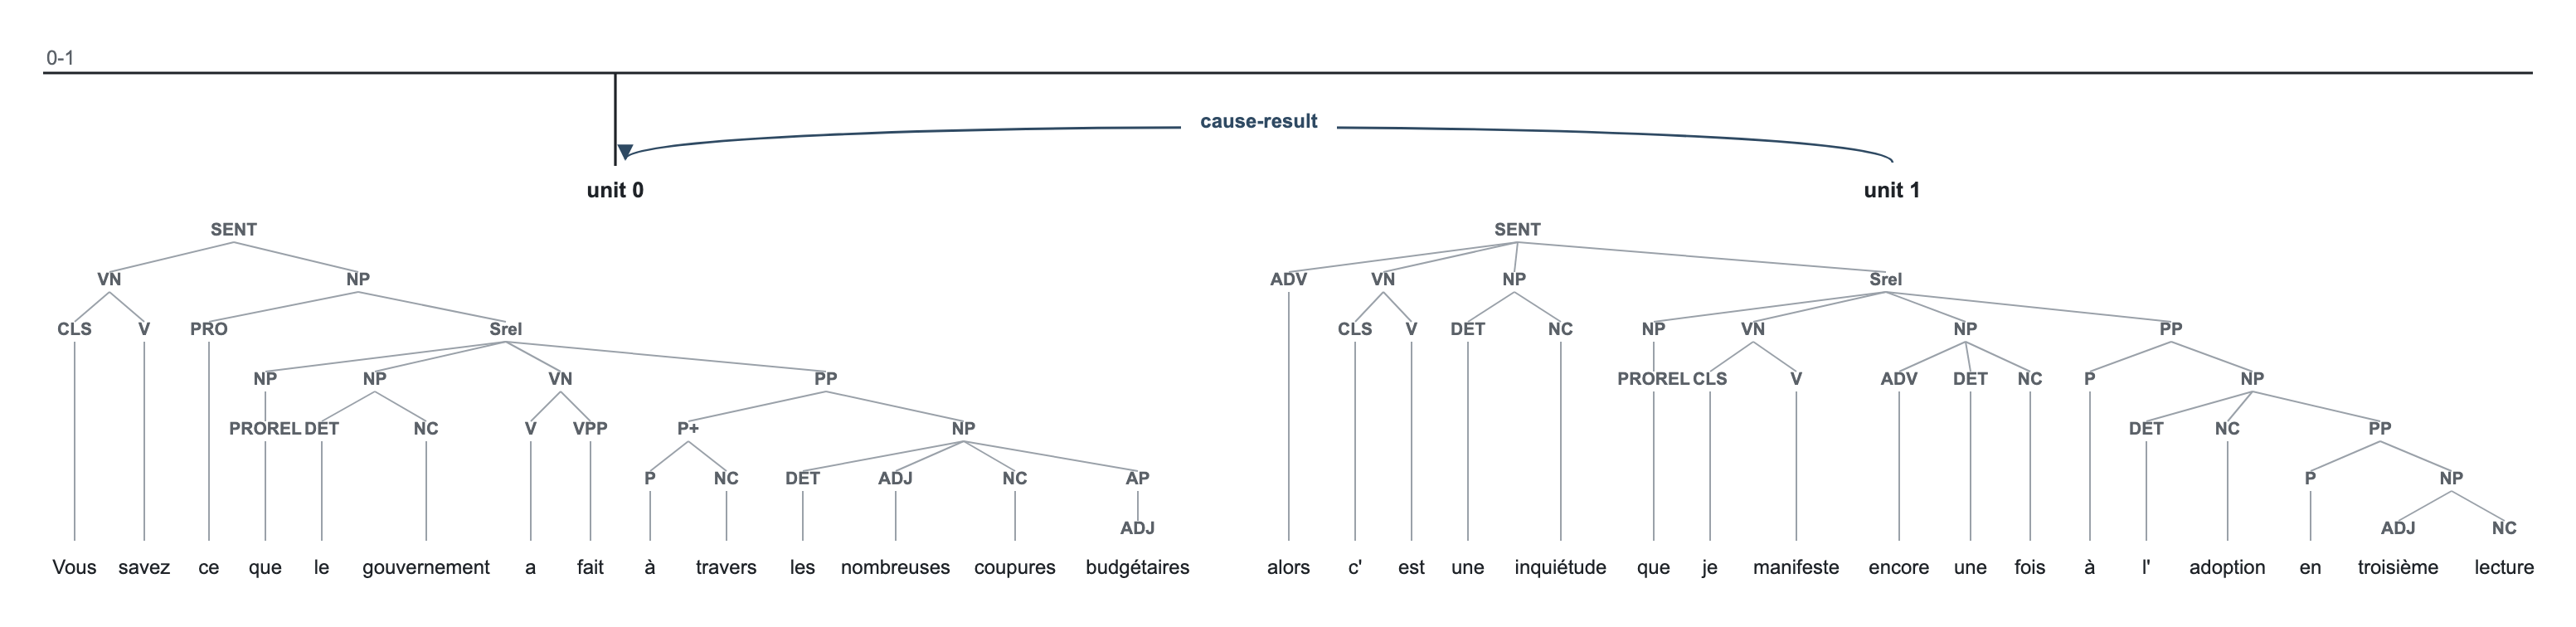 0-1
cause-result
unit 0 unit 1
SENT SENT
VN NP ADV VN NP Srel
CLS V PRO Srel CLS V DET NC NP VN NP PP
NP NP VN PP PROREL CLS V ADV DET NC P NP
PROREL DET NC V VPP P+ NP DET NC PP
P NC DET ADJ NC AP P NP
ADJ ADJ NC
Vous savez ce que le gouvernement a fait à travers les nombreuses coupures budgétaires alors c' est une inquiétude que je manifeste encore une fois à l' adoption en troisième lecture